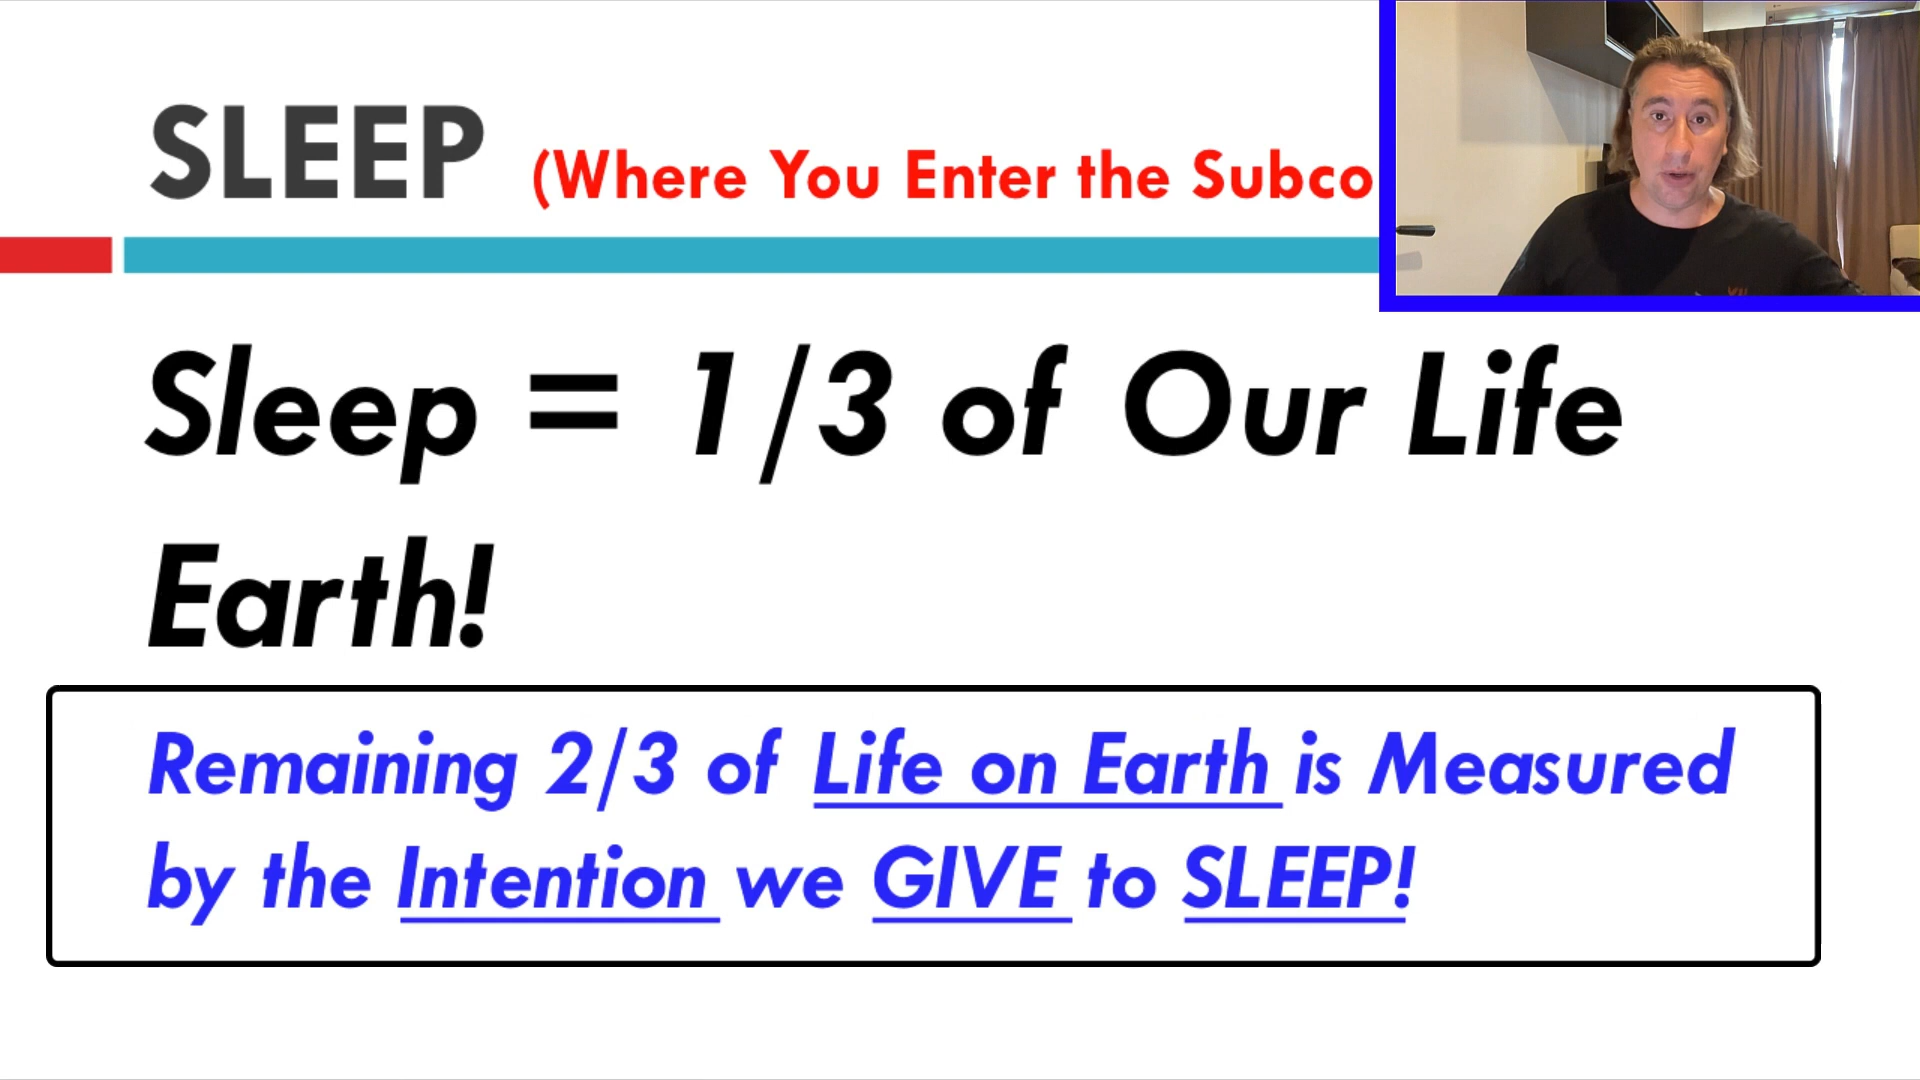 SLEEP (Where You Enter the Subco
Sleep = 1/3 of Our Life
Earth!
Remaining 2/3 of Life on Earth is Measured
by the Intention we GIVE to SLEEP!